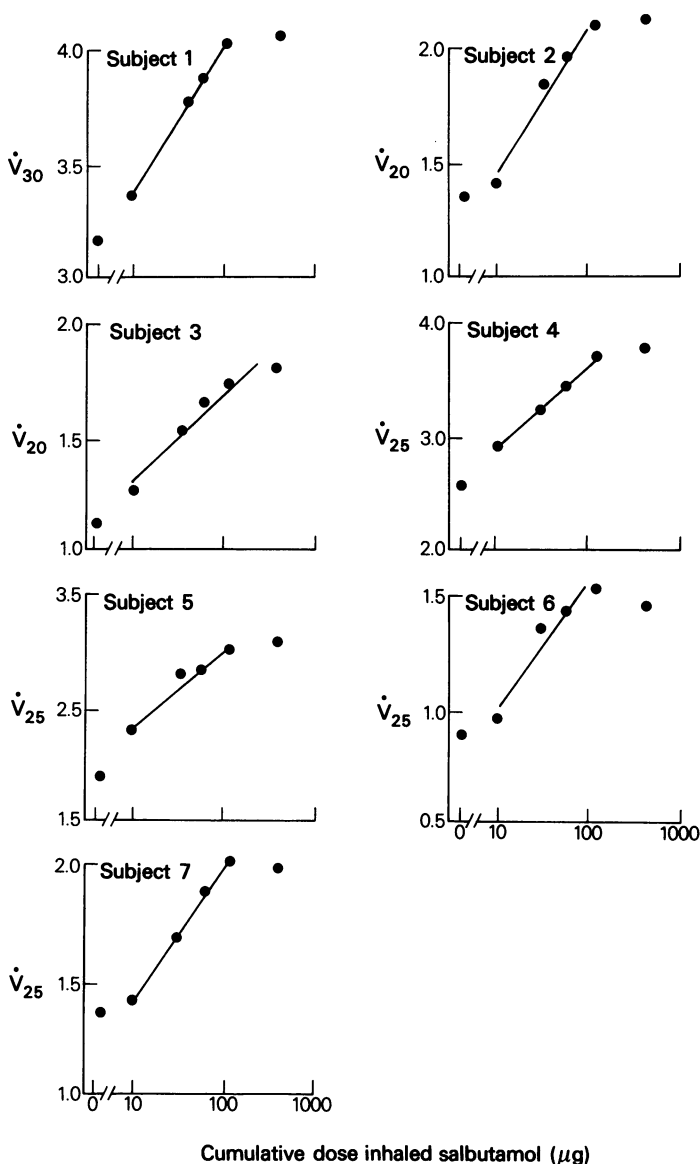 Subject 1
4.0
3.5
3.0
V̇30
Subject 2
2.0
1.5
1.0
V̇20
Subject 3
2.0
1.5
1.0
V̇20
Subject 4
4.0
3.0
2.0
V̇25
Subject 5
3.5
2.5
1.5
V̇25
Subject 6
1.5
1.0
0.5
V̇25
0 10 100 1000
Subject 7
2.0
1.5
1.0
V̇25
0 10 100 1000
Cumulative dose inhaled salbutamol (μg)